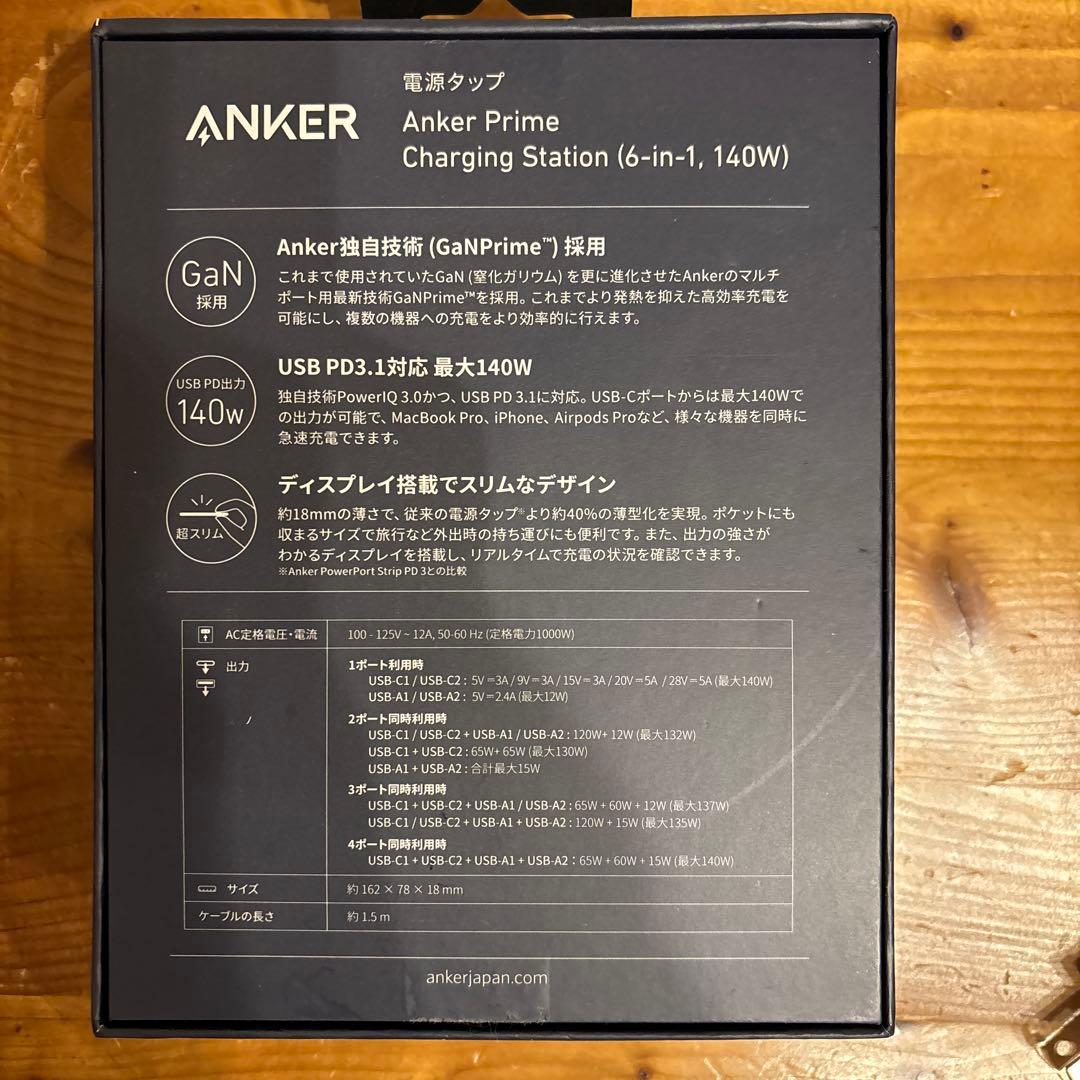 ANKER
電源タップ
Anker Prime
Charging Station (6-in-1, 140W)
GaN
採用
Anker独自技術 (GaNPrime™) 採用
これまで使用されていたGaN (窒化ガリウム) を更に進化させたAnkerのマルチ
ポート用最新技術GaNPrime™を採用。これまでより発熱を抑えた高効率充電を
可能にし、複数の機器への充電をより効率的に行えます。
USB PD出力
140w
USB PD3.1対応 最大140W
独自技術PowerIQ 3.0かつ、USB PD 3.1に対応。USB-Cポートからは最大140Wで
の出力が可能で、MacBook Pro、iPhone、Airpods Proなど、様々な機器を同時に
急速充電できます。
超スリム
ディスプレイ搭載でスリムなデザイン
約18mmの薄さで、従来の電源タップ※より約40%の薄型化を実現。ポケットにも
収まるサイズで旅行など外出時の持ち運びにも便利です。また、出力の強さが
わかるディスプレイを搭載し、リアルタイムで充電の状況を確認できます。
※Anker PowerPort Strip PD 3との比較
AC定格電圧・電流 100 - 125V ~ 12A, 50-60 Hz (定格電力1000W)
出力
1ポート利用時
USB-C1 / USB-C2 : 5V⎓3A / 9V⎓3A / 15V⎓3A / 20V⎓5A / 28V⎓5A (最大140W)
USB-A1 / USB-A2 : 5V⎓2.4A (最大12W)
2ポート同時利用時
USB-C1 / USB-C2 + USB-A1 / USB-A2 : 120W+ 12W (最大132W)
USB-C1 + USB-C2 : 65W+ 65W (最大130W)
USB-A1 + USB-A2 : 合計最大15W
3ポート同時利用時
USB-C1 + USB-C2 + USB-A1 / USB-A2 : 65W + 60W + 12W (最大137W)
USB-C1 / USB-C2 + USB-A1 + USB-A2 : 120W + 15W (最大135W)
4ポート同時利用時
USB-C1 + USB-C2 + USB-A1 + USB-A2 : 65W + 60W + 15W (最大140W)
サイズ 約 162 × 78 × 18 mm
ケーブルの長さ 約 1.5 m
ankerjapan.com